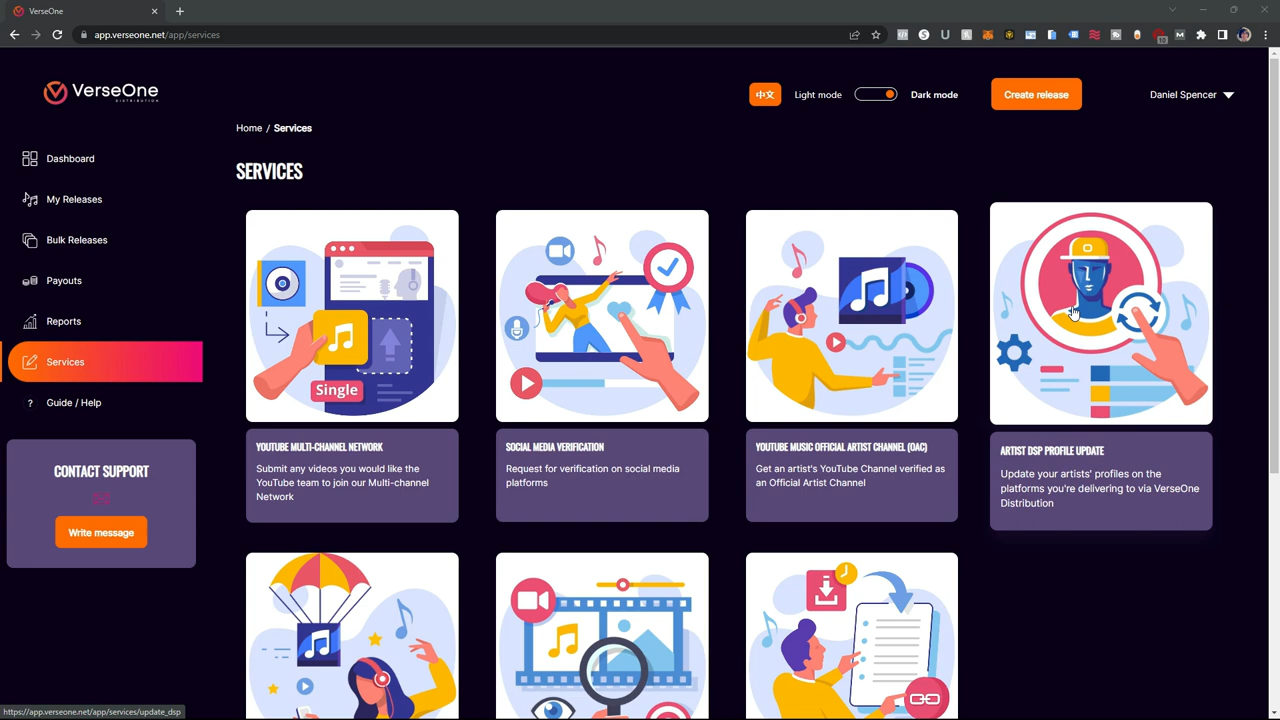 VerseOne
app.verseone.net/app/services
10
VerseOne
DISTRIBUTION
中文
Light mode
Dark mode
Create release
Daniel Spencer
Home / Services
Dashboard
My Releases
Bulk Releases
Payouts
Reports
Services
? Guide / Help
CONTACT SUPPORT
Write message
SERVICES
Single
YOUTUBE MULTI-CHANNEL NETWORK
Submit any videos you would like the
YouTube team to join our Multi-channel
Network
SOCIAL MEDIA VERIFICATION
Request for verification on social media
platforms
YOUTUBE MUSIC OFFICIAL ARTIST CHANNEL (OAC)
Get an artist's YouTube Channel verified as
an Official Artist Channel
ARTIST DSP PROFILE UPDATE
Update your artists' profiles on the
platforms you're delivering to via VerseOne
Distribution
https://app.verseone.net/app/services/update_dsp